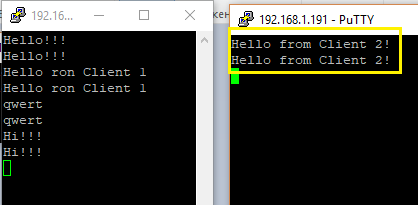 192.16...
Hello!!!
Hello!!!
Hello ron Client 1
Hello ron Client 1
qwert
qwert
Hi!!!
Hi!!!
192.168.1.191 - PuTTY
Hello from Client 2!
Hello from Client 2!